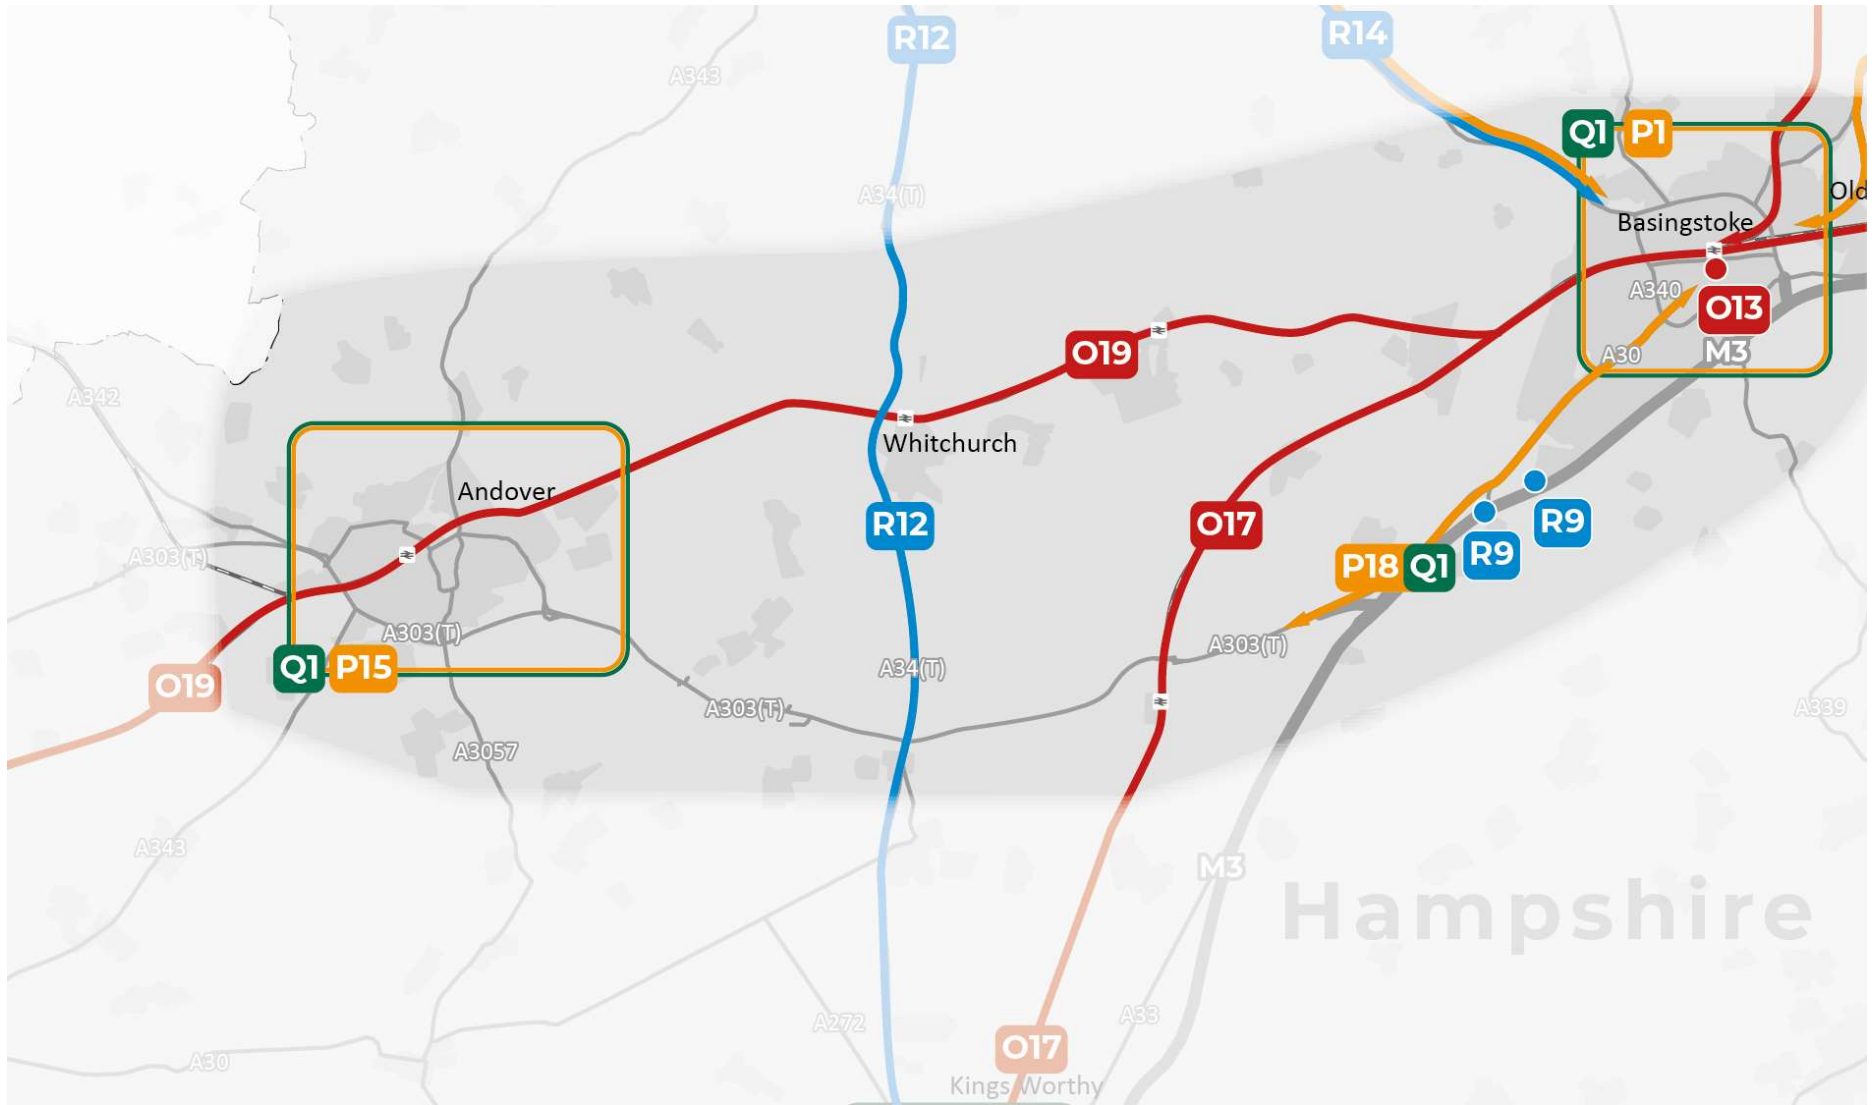 R12
R14
A343
Q1 P1
A34(T)
Old
Basingstoke
A340
O13
O19
A30
M3
A342
Whitchurch
Andover
R12
O17
R9
A303(T)
P18 Q1
R9
A303(T)
A303(T)
Q1 P15
A34(T)
O19
A303(T)
A339
A3057
A343
M3
Hampshire
A272
A33
O17
A30
Kings Worthy